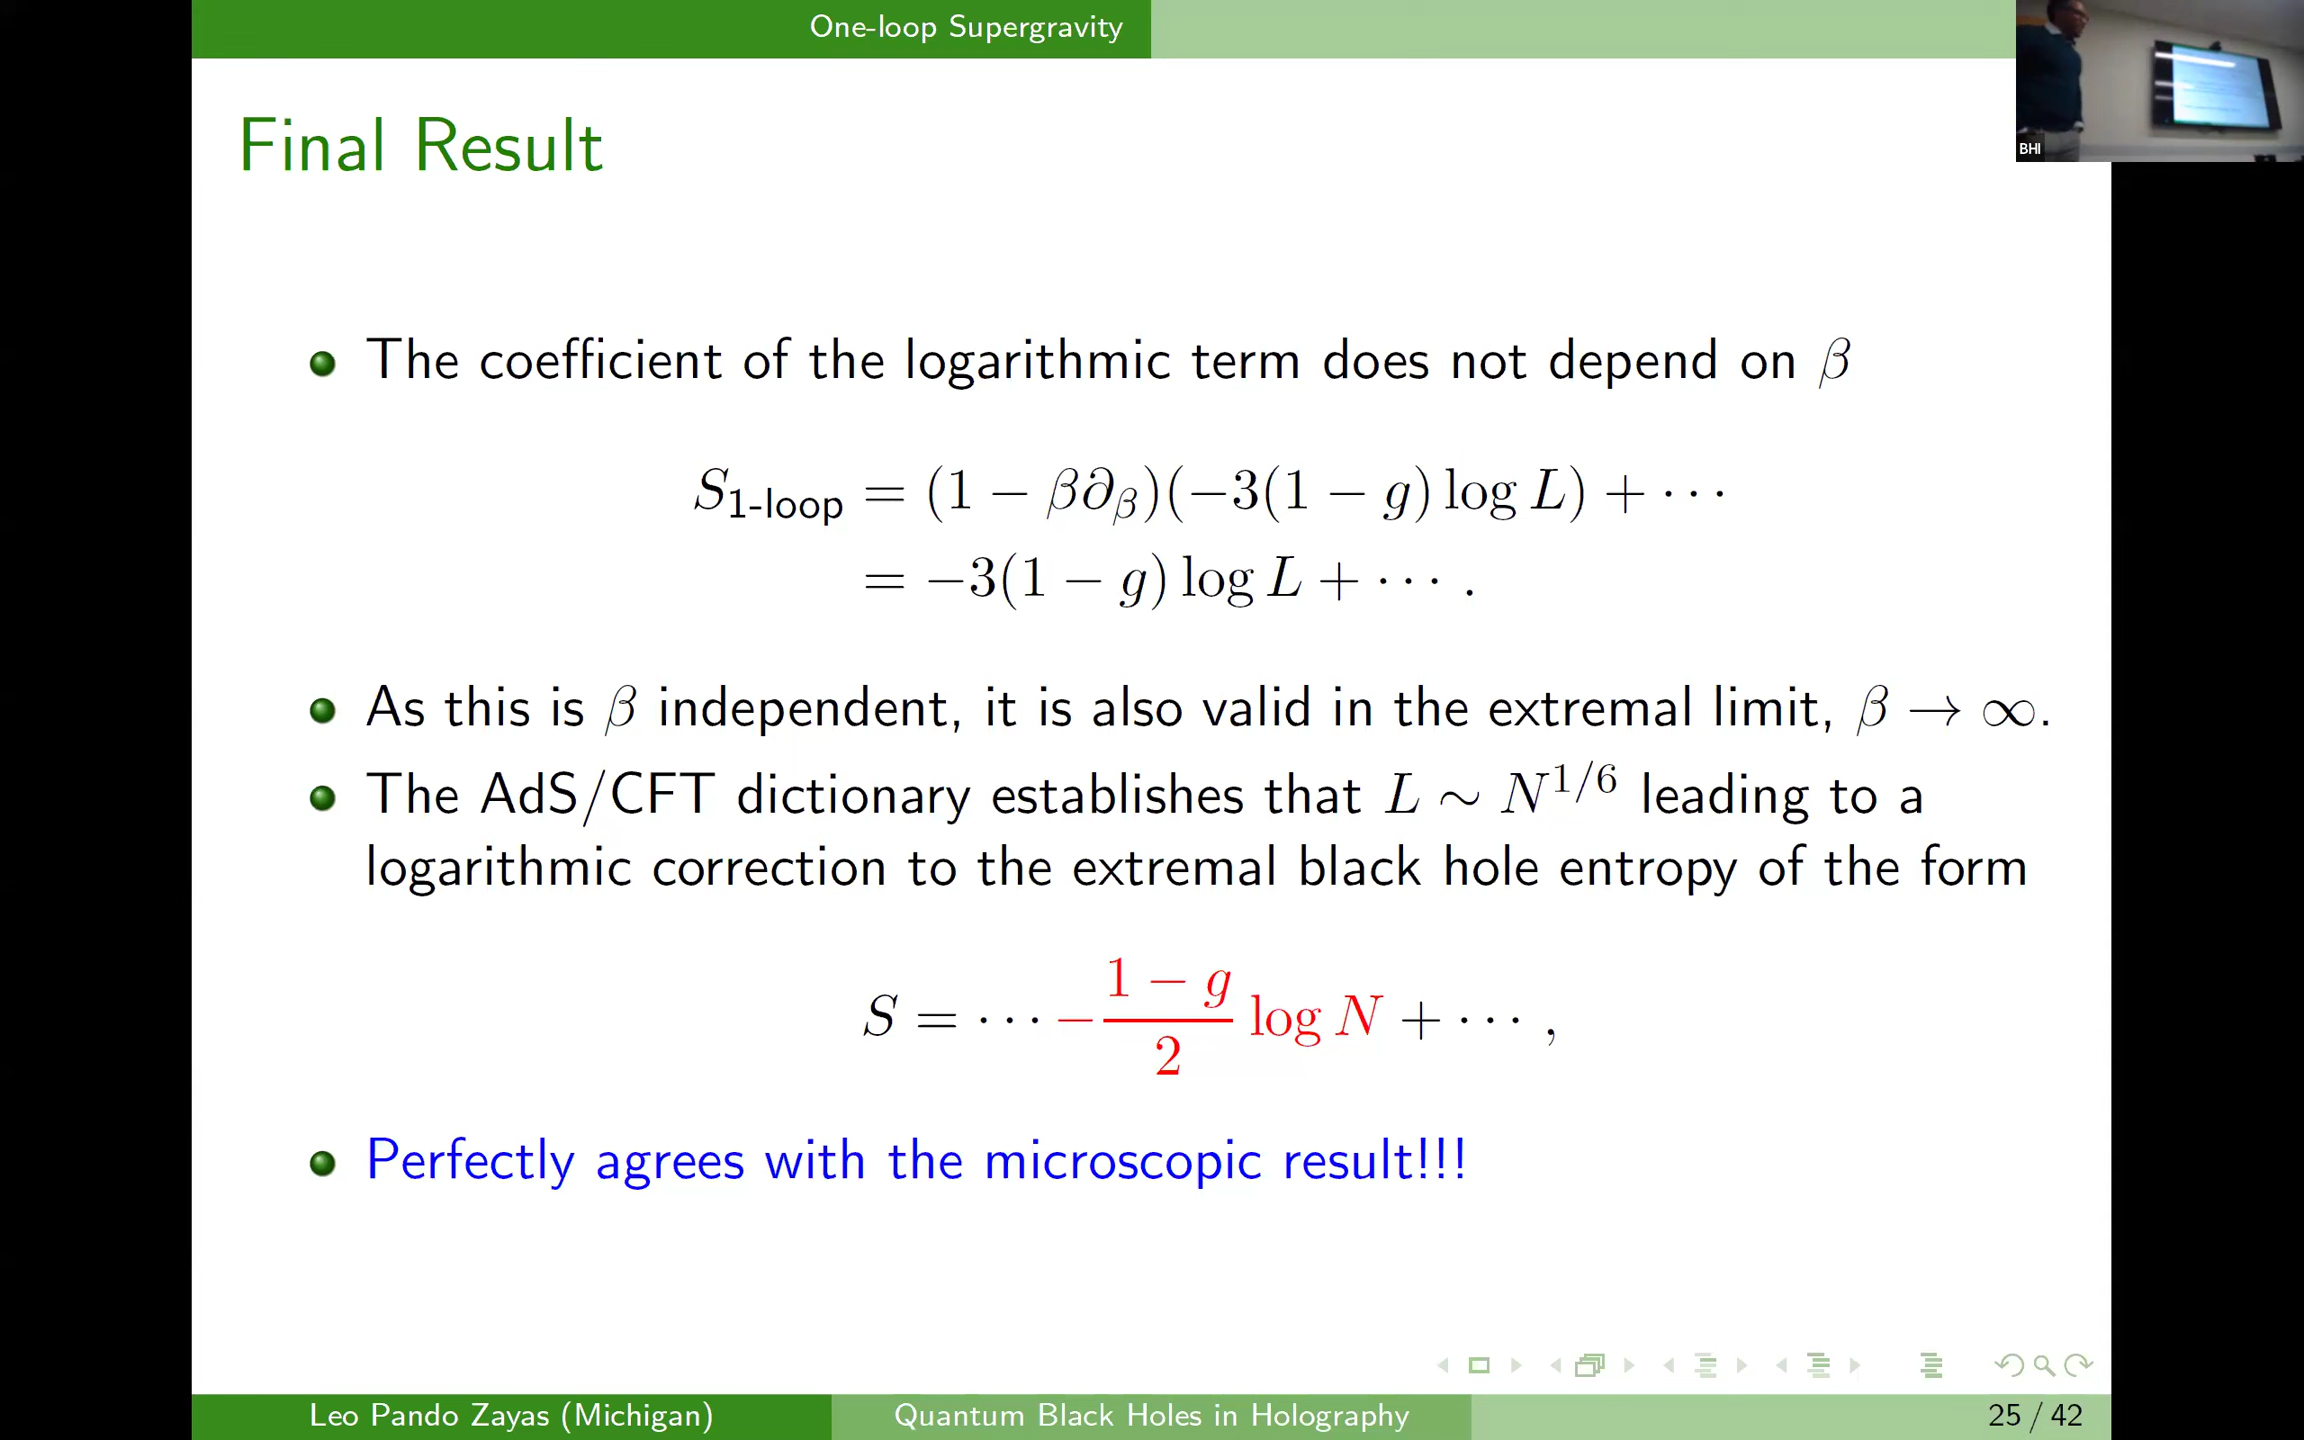 One-loop Supergravity
BHI
Final Result
The coefficient of the logarithmic term does not depend on β
S₁₋ₗₒₒₚ = (1 − β∂_β)(−3(1 − g) log L) + ⋯
= −3(1 − g) log L + ⋯ .
As this is β independent, it is also valid in the extremal limit, β → ∞.
The AdS/CFT dictionary establishes that L ∼ N^{1/6} leading to a
logarithmic correction to the extremal black hole entropy of the form
S = ⋯ − \frac{1 − g}{2} log N + ⋯ ,
Perfectly agrees with the microscopic result!!!
Leo Pando Zayas (Michigan)
Quantum Black Holes in Holography
25 / 42